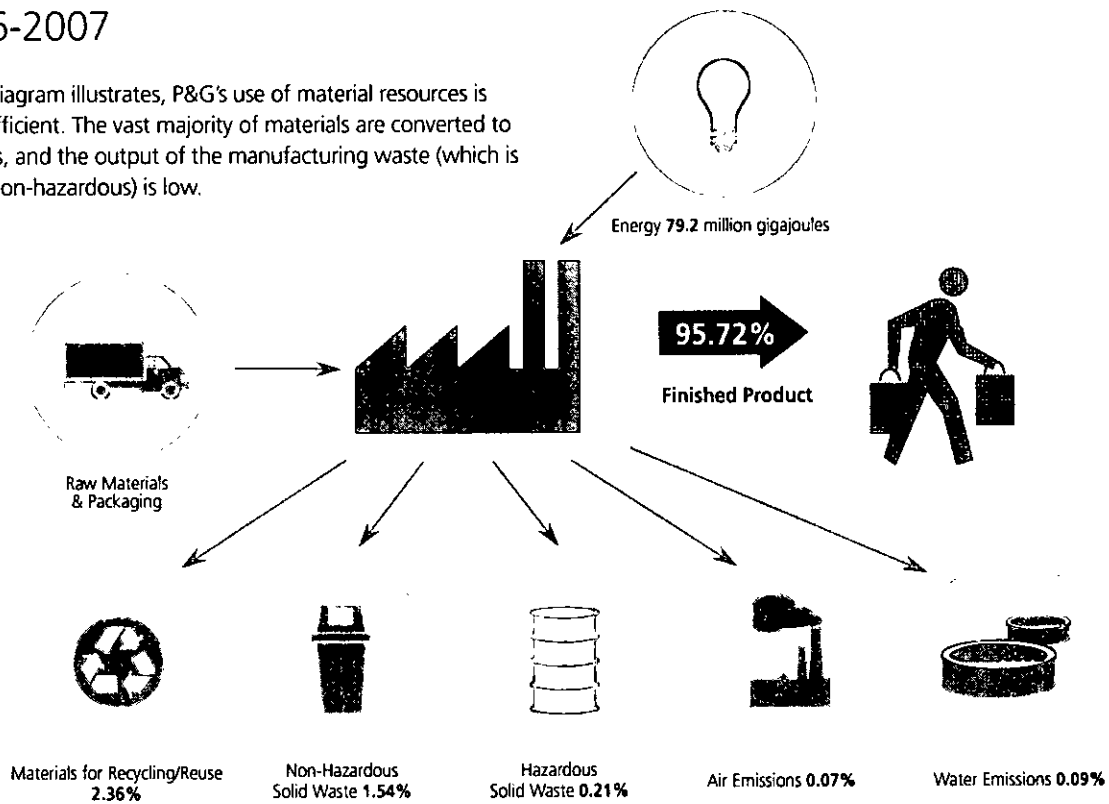 6-2007
iagram illustrates, P&G's use of material resources is
fficient. The vast majority of materials are converted to
s, and the output of the manufacturing waste (which is
on-hazardous) is low.
Energy 79.2 million gigajoules
95.72%
Finished Product
Raw Materials
& Packaging
Materials for Recycling/Reuse
2.36%
Non-Hazardous
Solid Waste 1.54%
Hazardous
Solid Waste 0.21%
Air Emissions 0.07%
Water Emissions 0.09%